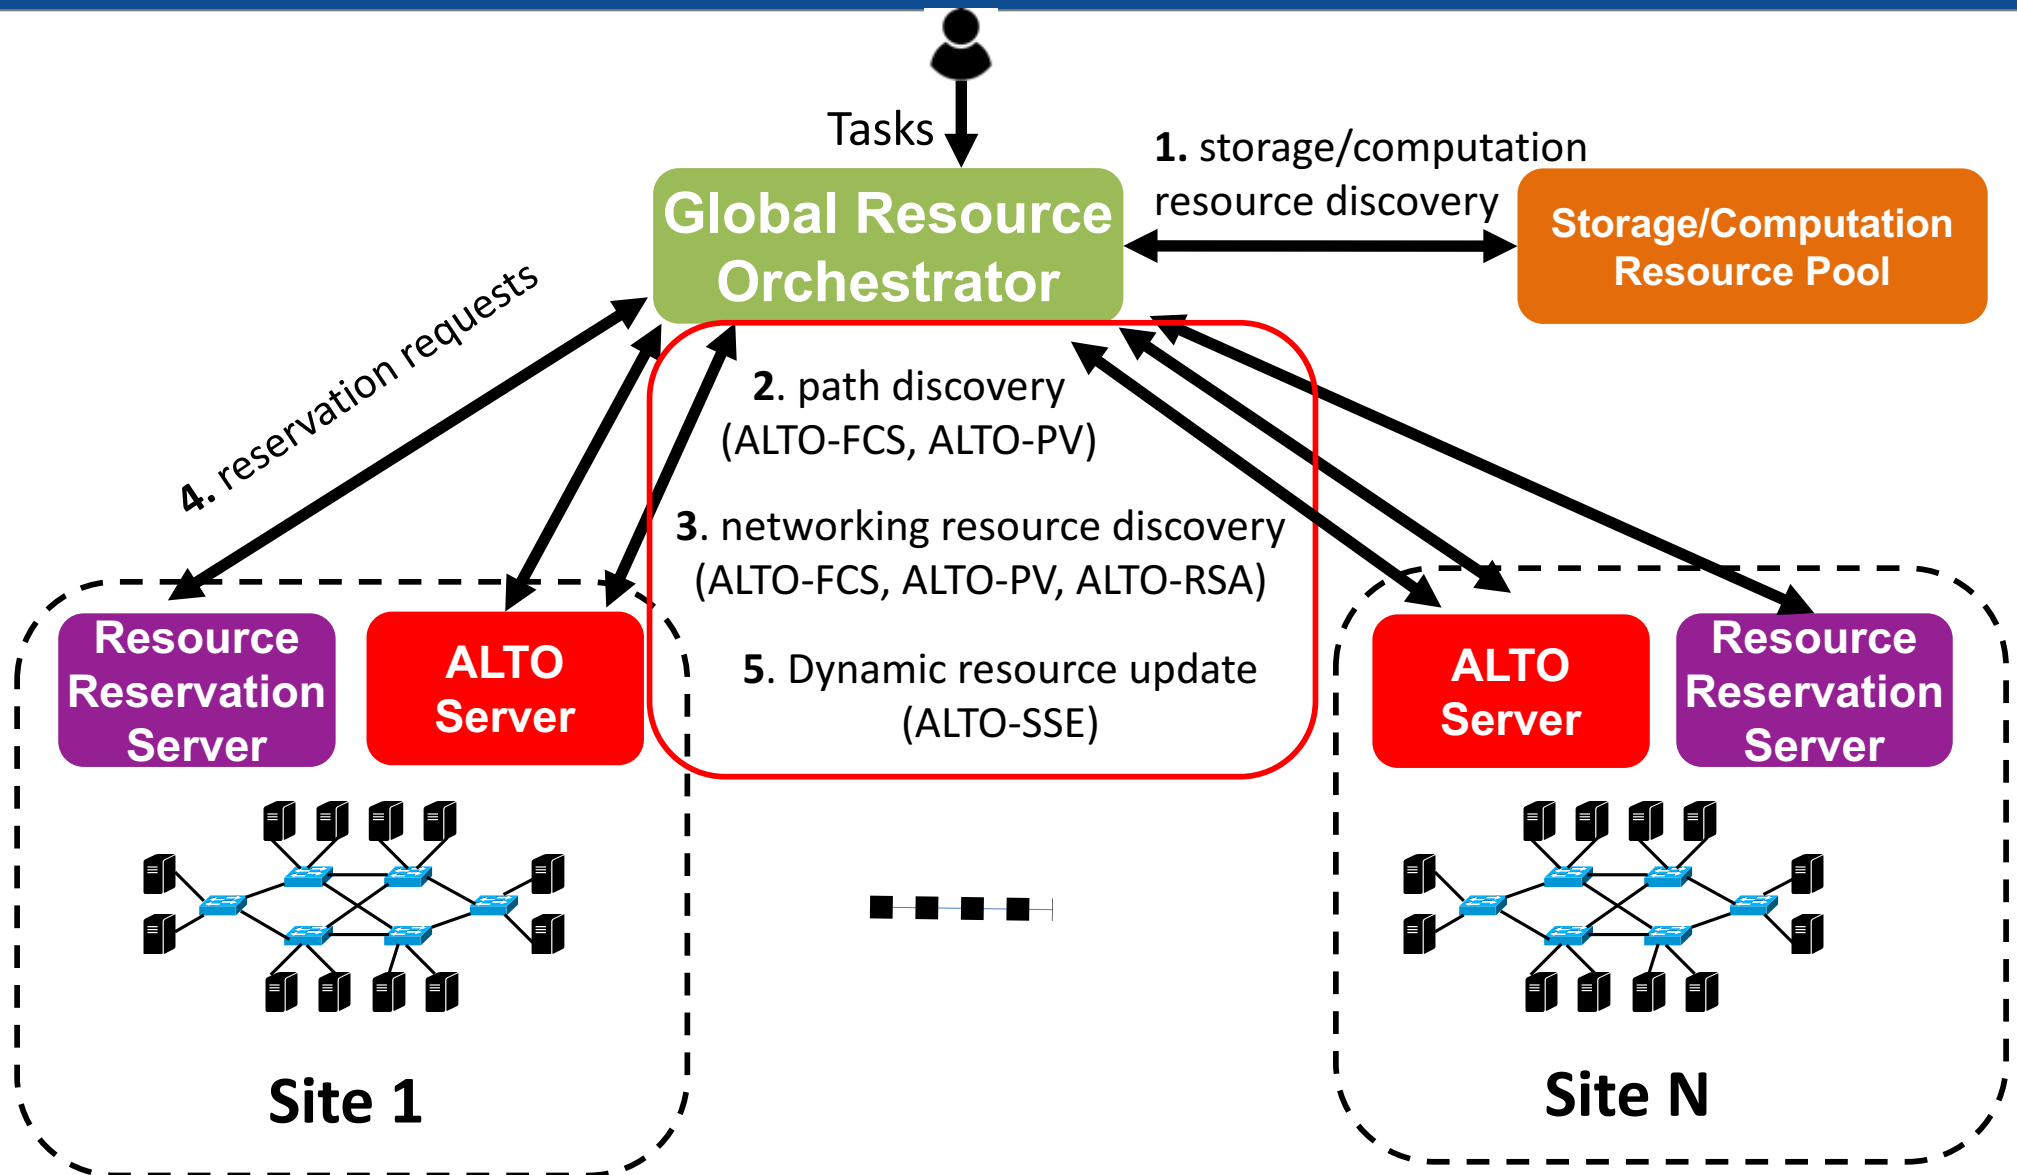 Tasks
1. storage/computation
resource discovery
Global Resource
Orchestrator
Storage/Computation
Resource Pool
4. reservation requests
2. path discovery
(ALTO-FCS, ALTO-PV)
3. networking resource discovery
(ALTO-FCS, ALTO-PV, ALTO-RSA)
5. Dynamic resource update
(ALTO-SSE)
Resource
Reservation
Server
ALTO
Server
ALTO
Server
Resource
Reservation
Server
Site 1
Site N